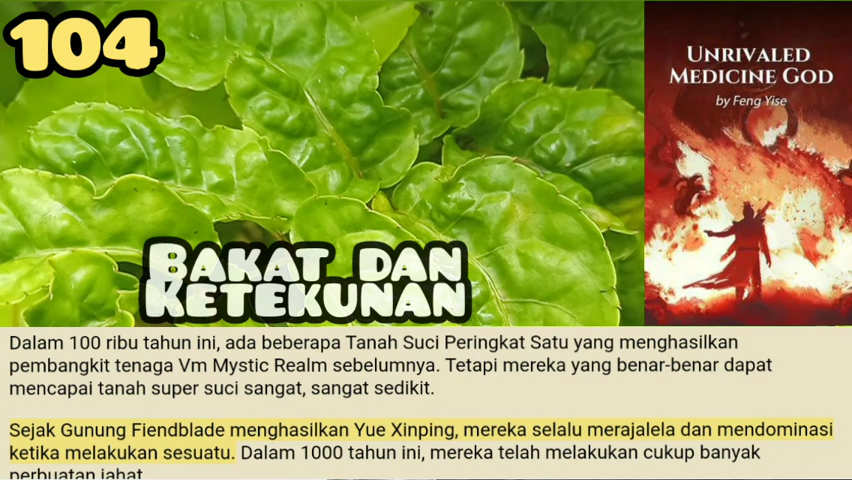 104
UNRIVALED
MEDICINE GOD
by Feng Yise
BAKAT DAN
KETEKUNAN
Dalam 100 ribu tahun ini, ada beberapa Tanah Suci Peringkat Satu yang menghasilkan
pembangkit tenaga Vm Mystic Realm sebelumnya. Tetapi mereka yang benar-benar dapat
mencapai tanah super suci sangat, sangat sedikit.
Sejak Gunung Fiendblade menghasilkan Yue Xinping, mereka selalu merajalela dan mendominasi
ketika melakukan sesuatu. Dalam 1000 tahun ini, mereka telah melakukan cukup banyak
perbuatan jahat